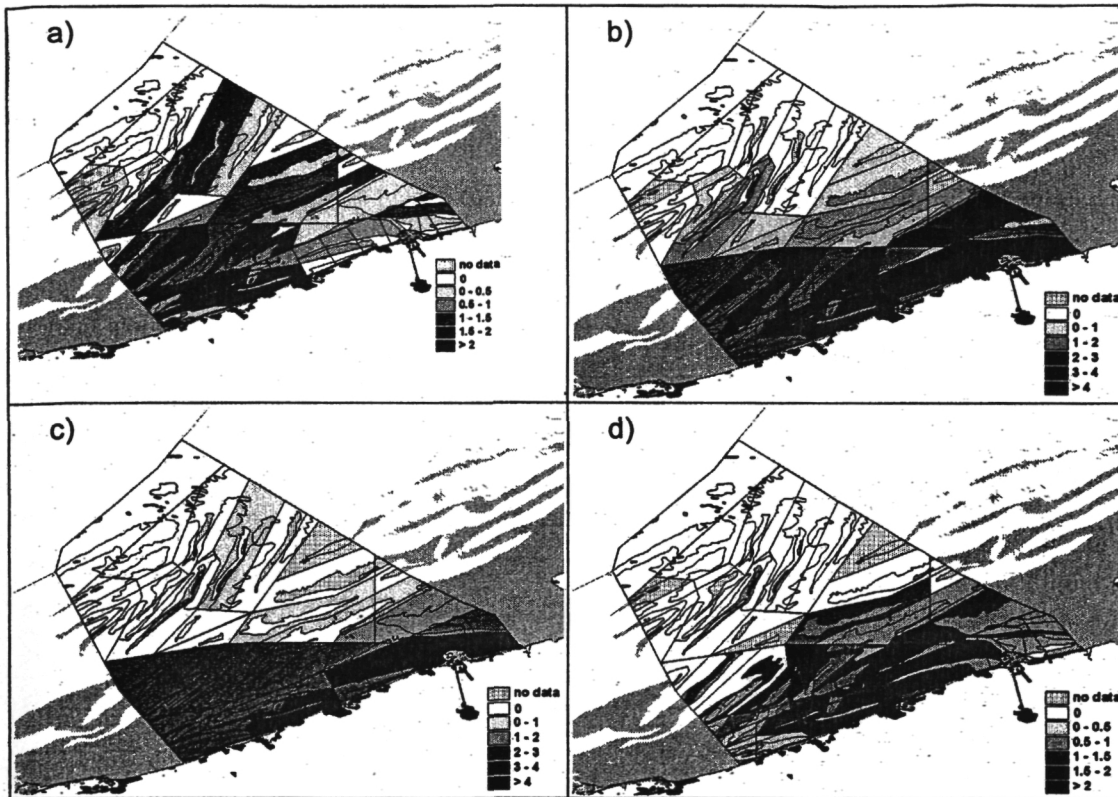 a)
no data
0
0 - 0.5
0.5 - 1
1 - 1.5
1.5 - 2
> 2
b)
no data
0
0 - 1
1 - 2
2 - 3
3 - 4
> 4
c)
no data
0
0 - 1
1 - 2
2 - 3
3 - 4
> 4
d)
no data
0
0 - 0.5
0.5 - 1
1 - 1.5
1.5 - 2
> 2